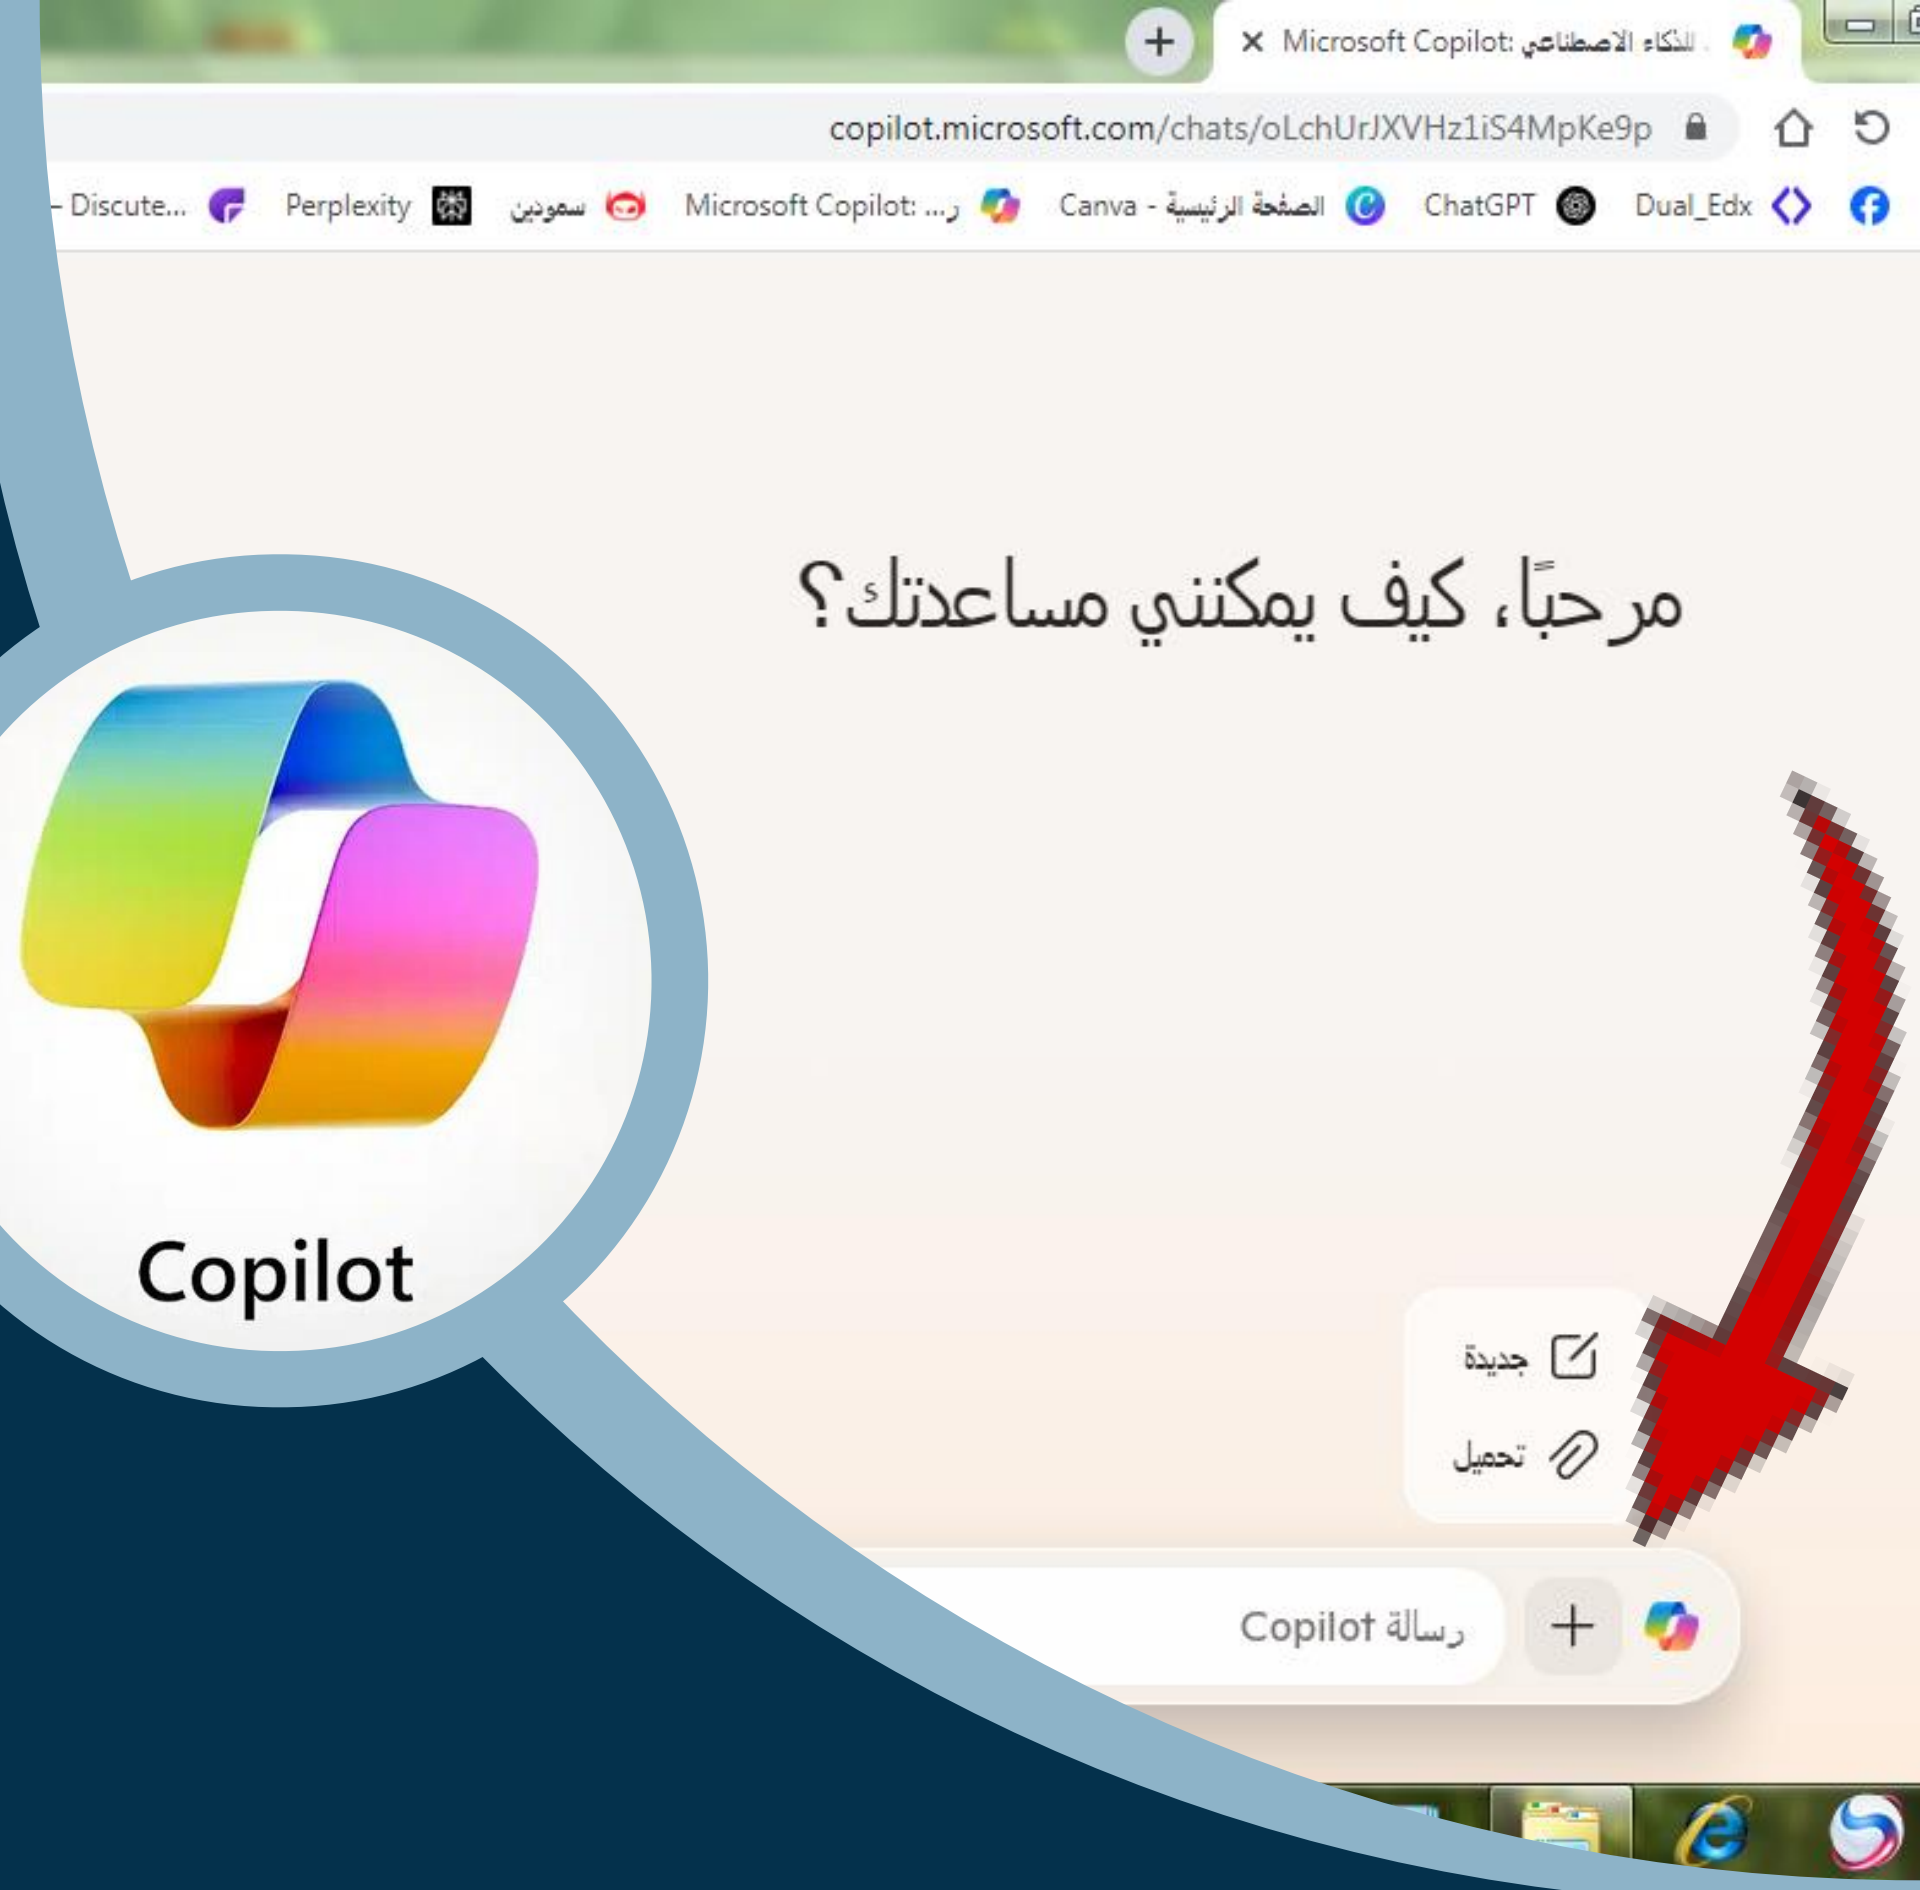 Microsoft Copilot: للذكاء الاصطناعي
copilot.microsoft.com/chats/oLchUrJXVHz1iS4MpKe9p
Dual_Edx
ChatGPT
الصفحة الرئيسية - Canva
Microsoft Copilot: ...ر
سمودين
Perplexity
– Discute...
مرحبًا، كيف يمكنني مساعدتك؟
Copilot
جديدة
تحميل
رسالة Copilot